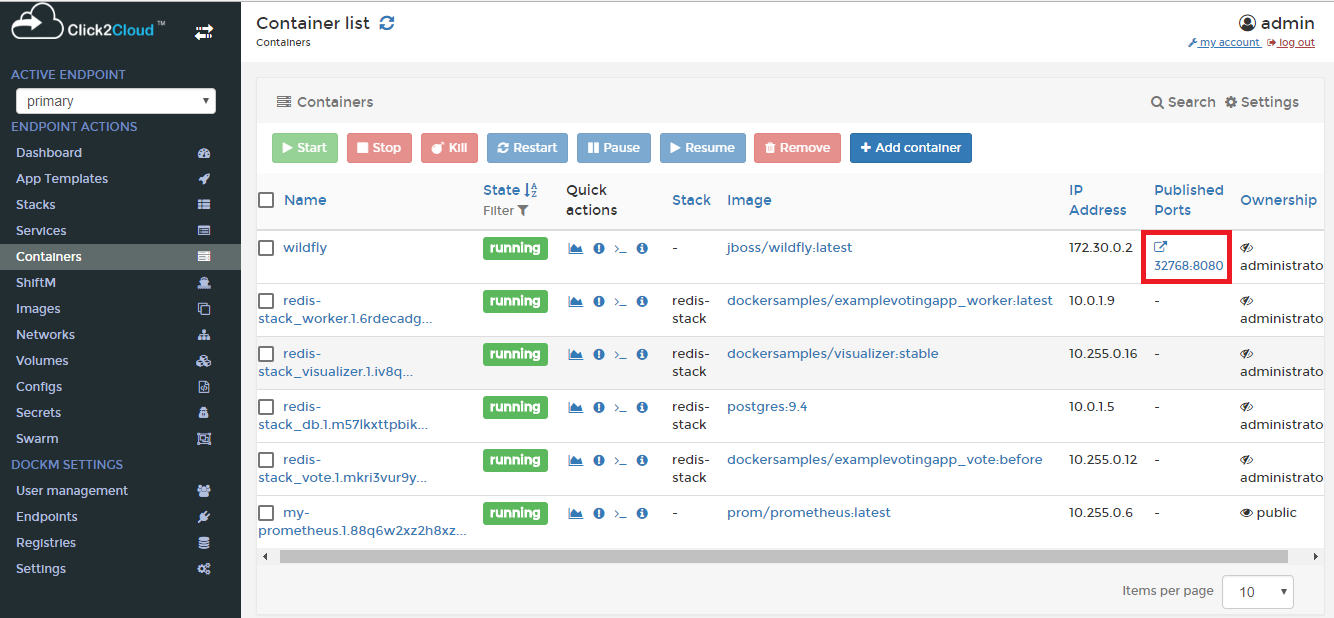 Click2Cloud™
ACTIVE ENDPOINT
primary
ENDPOINT ACTIONS
Dashboard
App Templates
Stacks
Services
Containers
ShiftM
Images
Networks
Volumes
Configs
Secrets
Swarm
DOCKM SETTINGS
User management
Endpoints
Registries
Settings
Container list
Containers
admin
my account log out
Containers
Search Settings
Start Stop Kill Restart Pause Resume Remove Add container
Name State Filter Quick actions Stack Image IP Address Published Ports Ownership
wildfly running - jboss/wildfly:latest 172.30.0.2 32768:8080 administrato
redis-stack_worker.1.6rdecadg... running redis-stack dockersamples/examplevotingapp_worker:latest 10.0.1.9 - administrato
redis-stack_visualizer.1.iv8q... running redis-stack dockersamples/visualizer:stable 10.255.0.16 - administrato
redis-stack_db.1.m57lkxttpbik... running redis-stack postgres:9.4 10.0.1.5 - administrato
redis-stack_vote.1.mkri3vur9y... running redis-stack dockersamples/examplevotingapp_vote:before 10.255.0.12 - administrato
my-prometheus.1.88q6w2xz2h8xz... running - prom/prometheus:latest 10.255.0.6 - public
Items per page 10